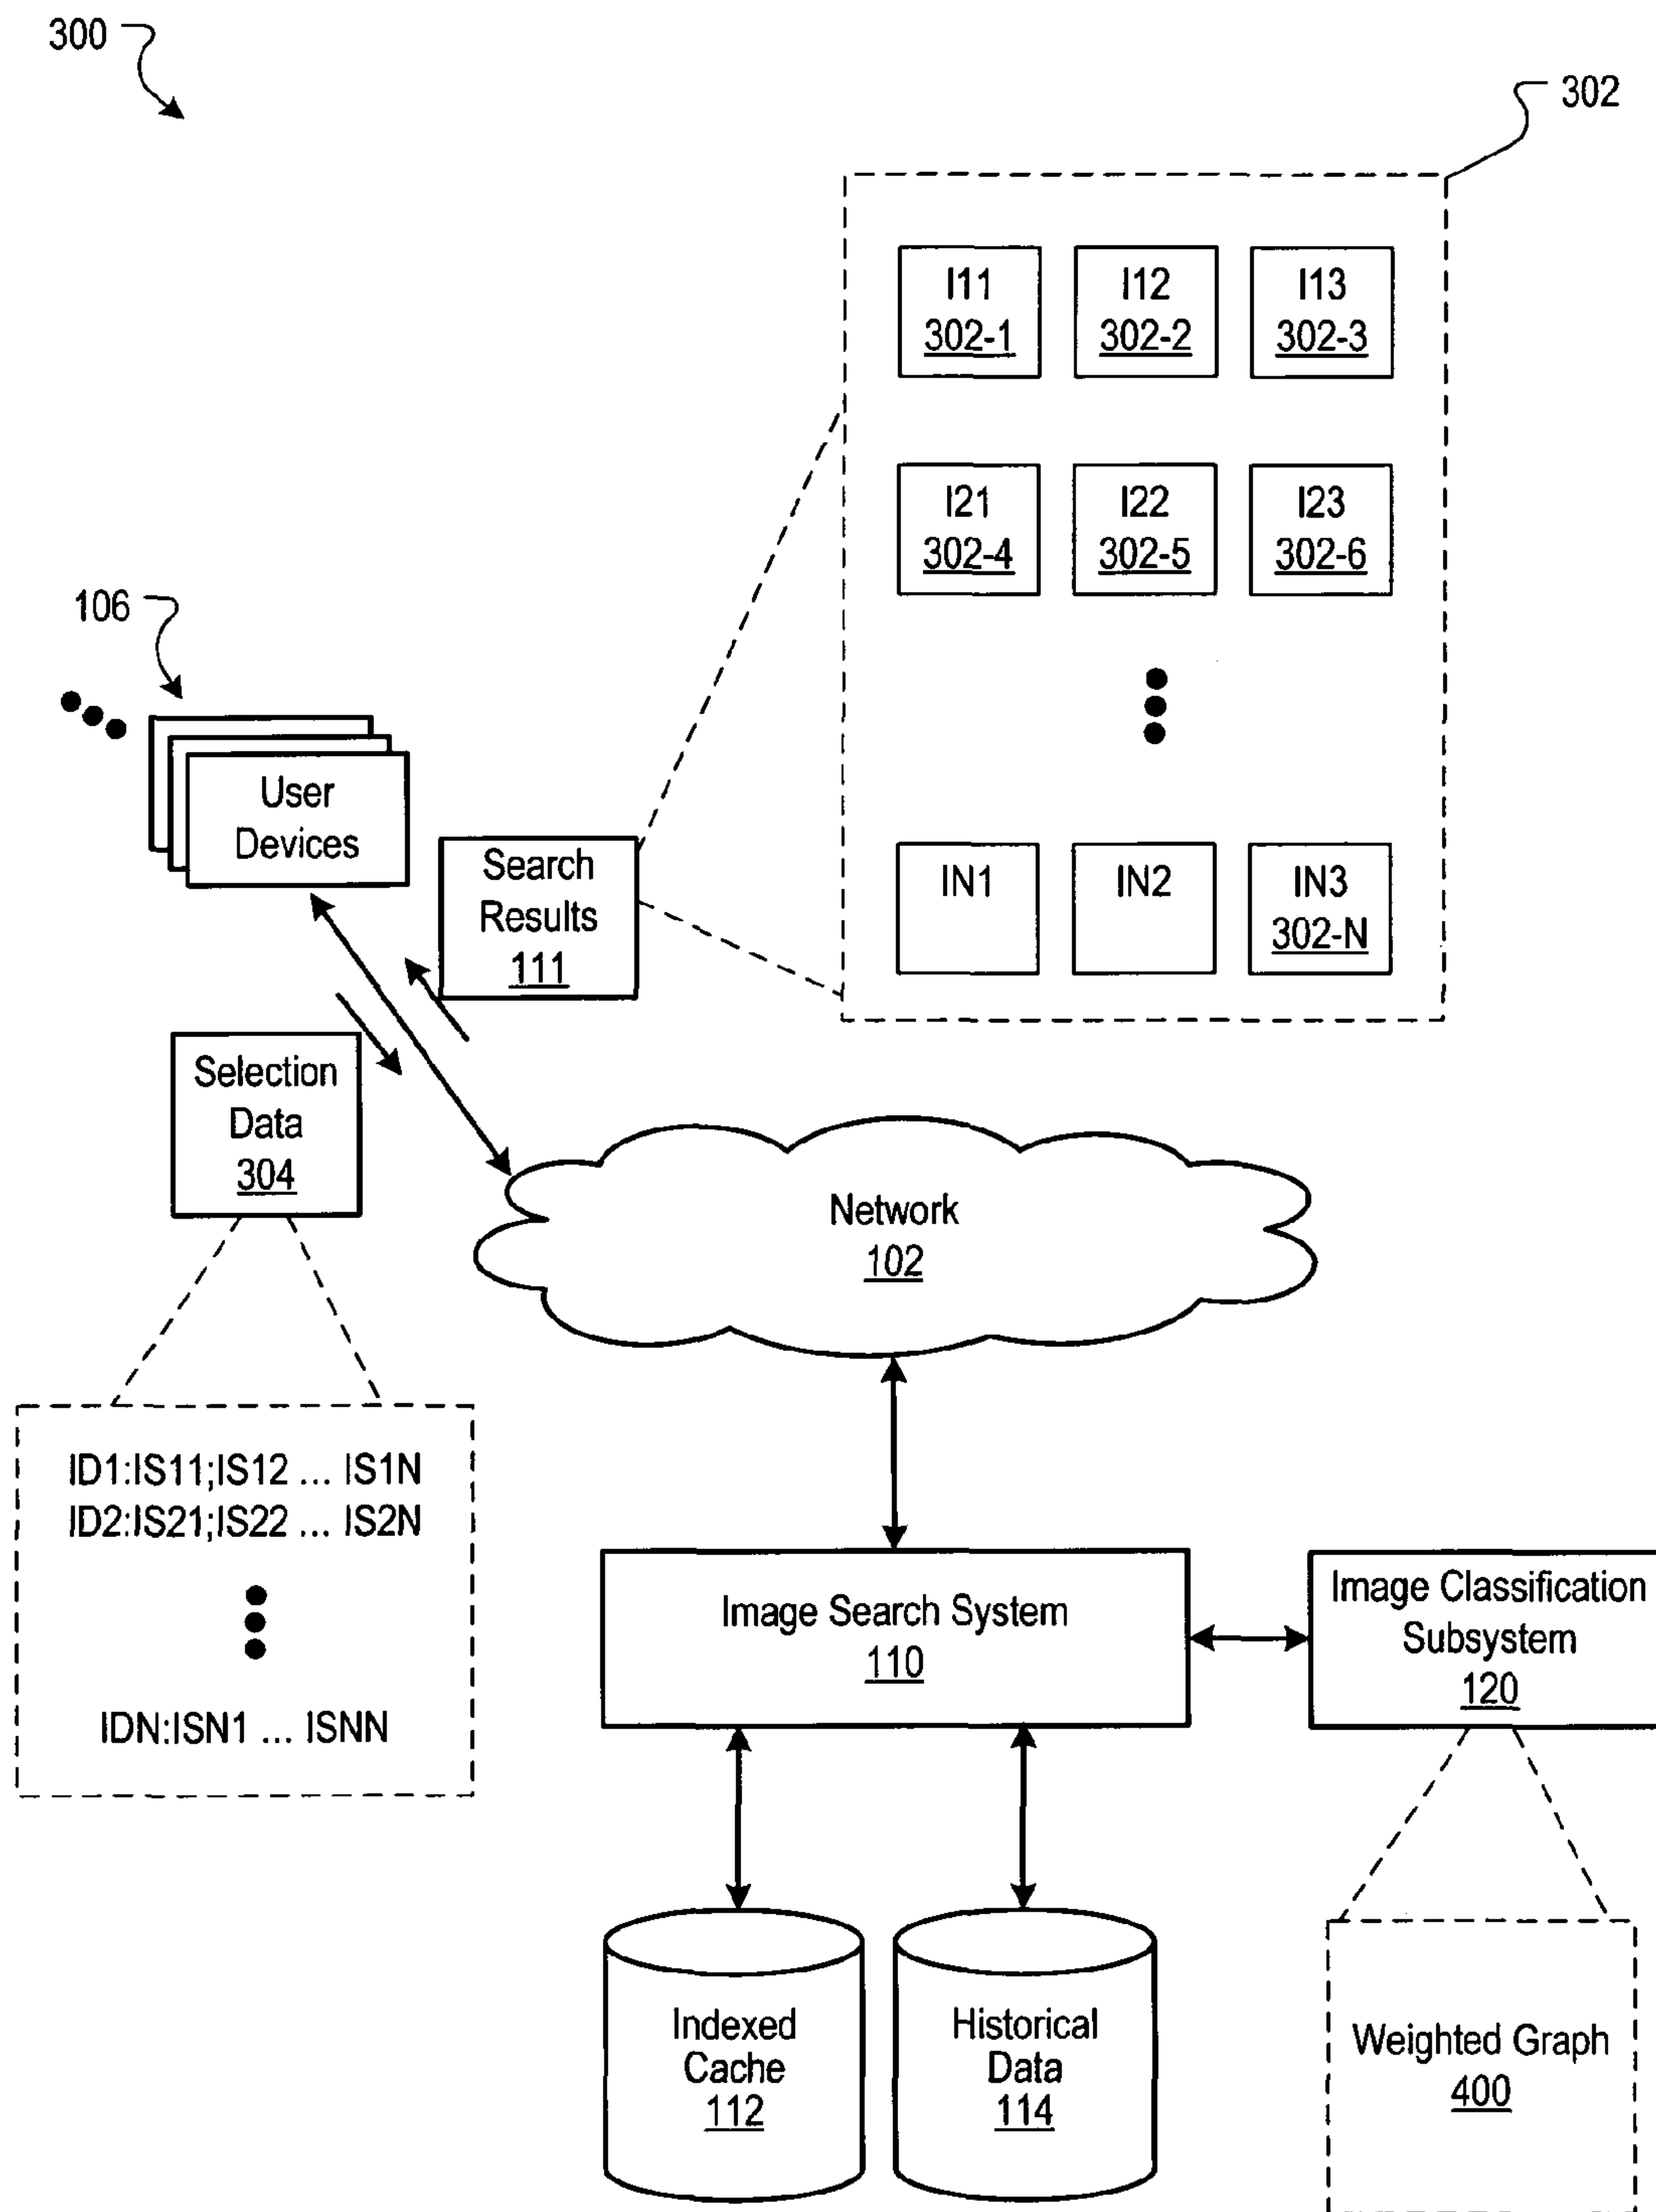 300
302
I11
302-1
I12
302-2
I13
302-3
I21
302-4
I22
302-5
I23
302-6
106
User
Devices
Search
Results
111
IN1
IN2
IN3
302-N
Selection
Data
304
Network
102
ID1:IS11;IS12 ... IS1N
ID2:IS21;IS22 ... IS2N
IDN:ISN1 ... ISNN
Image Search System
110
Image Classification
Subsystem
120
Indexed
Cache
112
Historical
Data
114
Weighted Graph
400